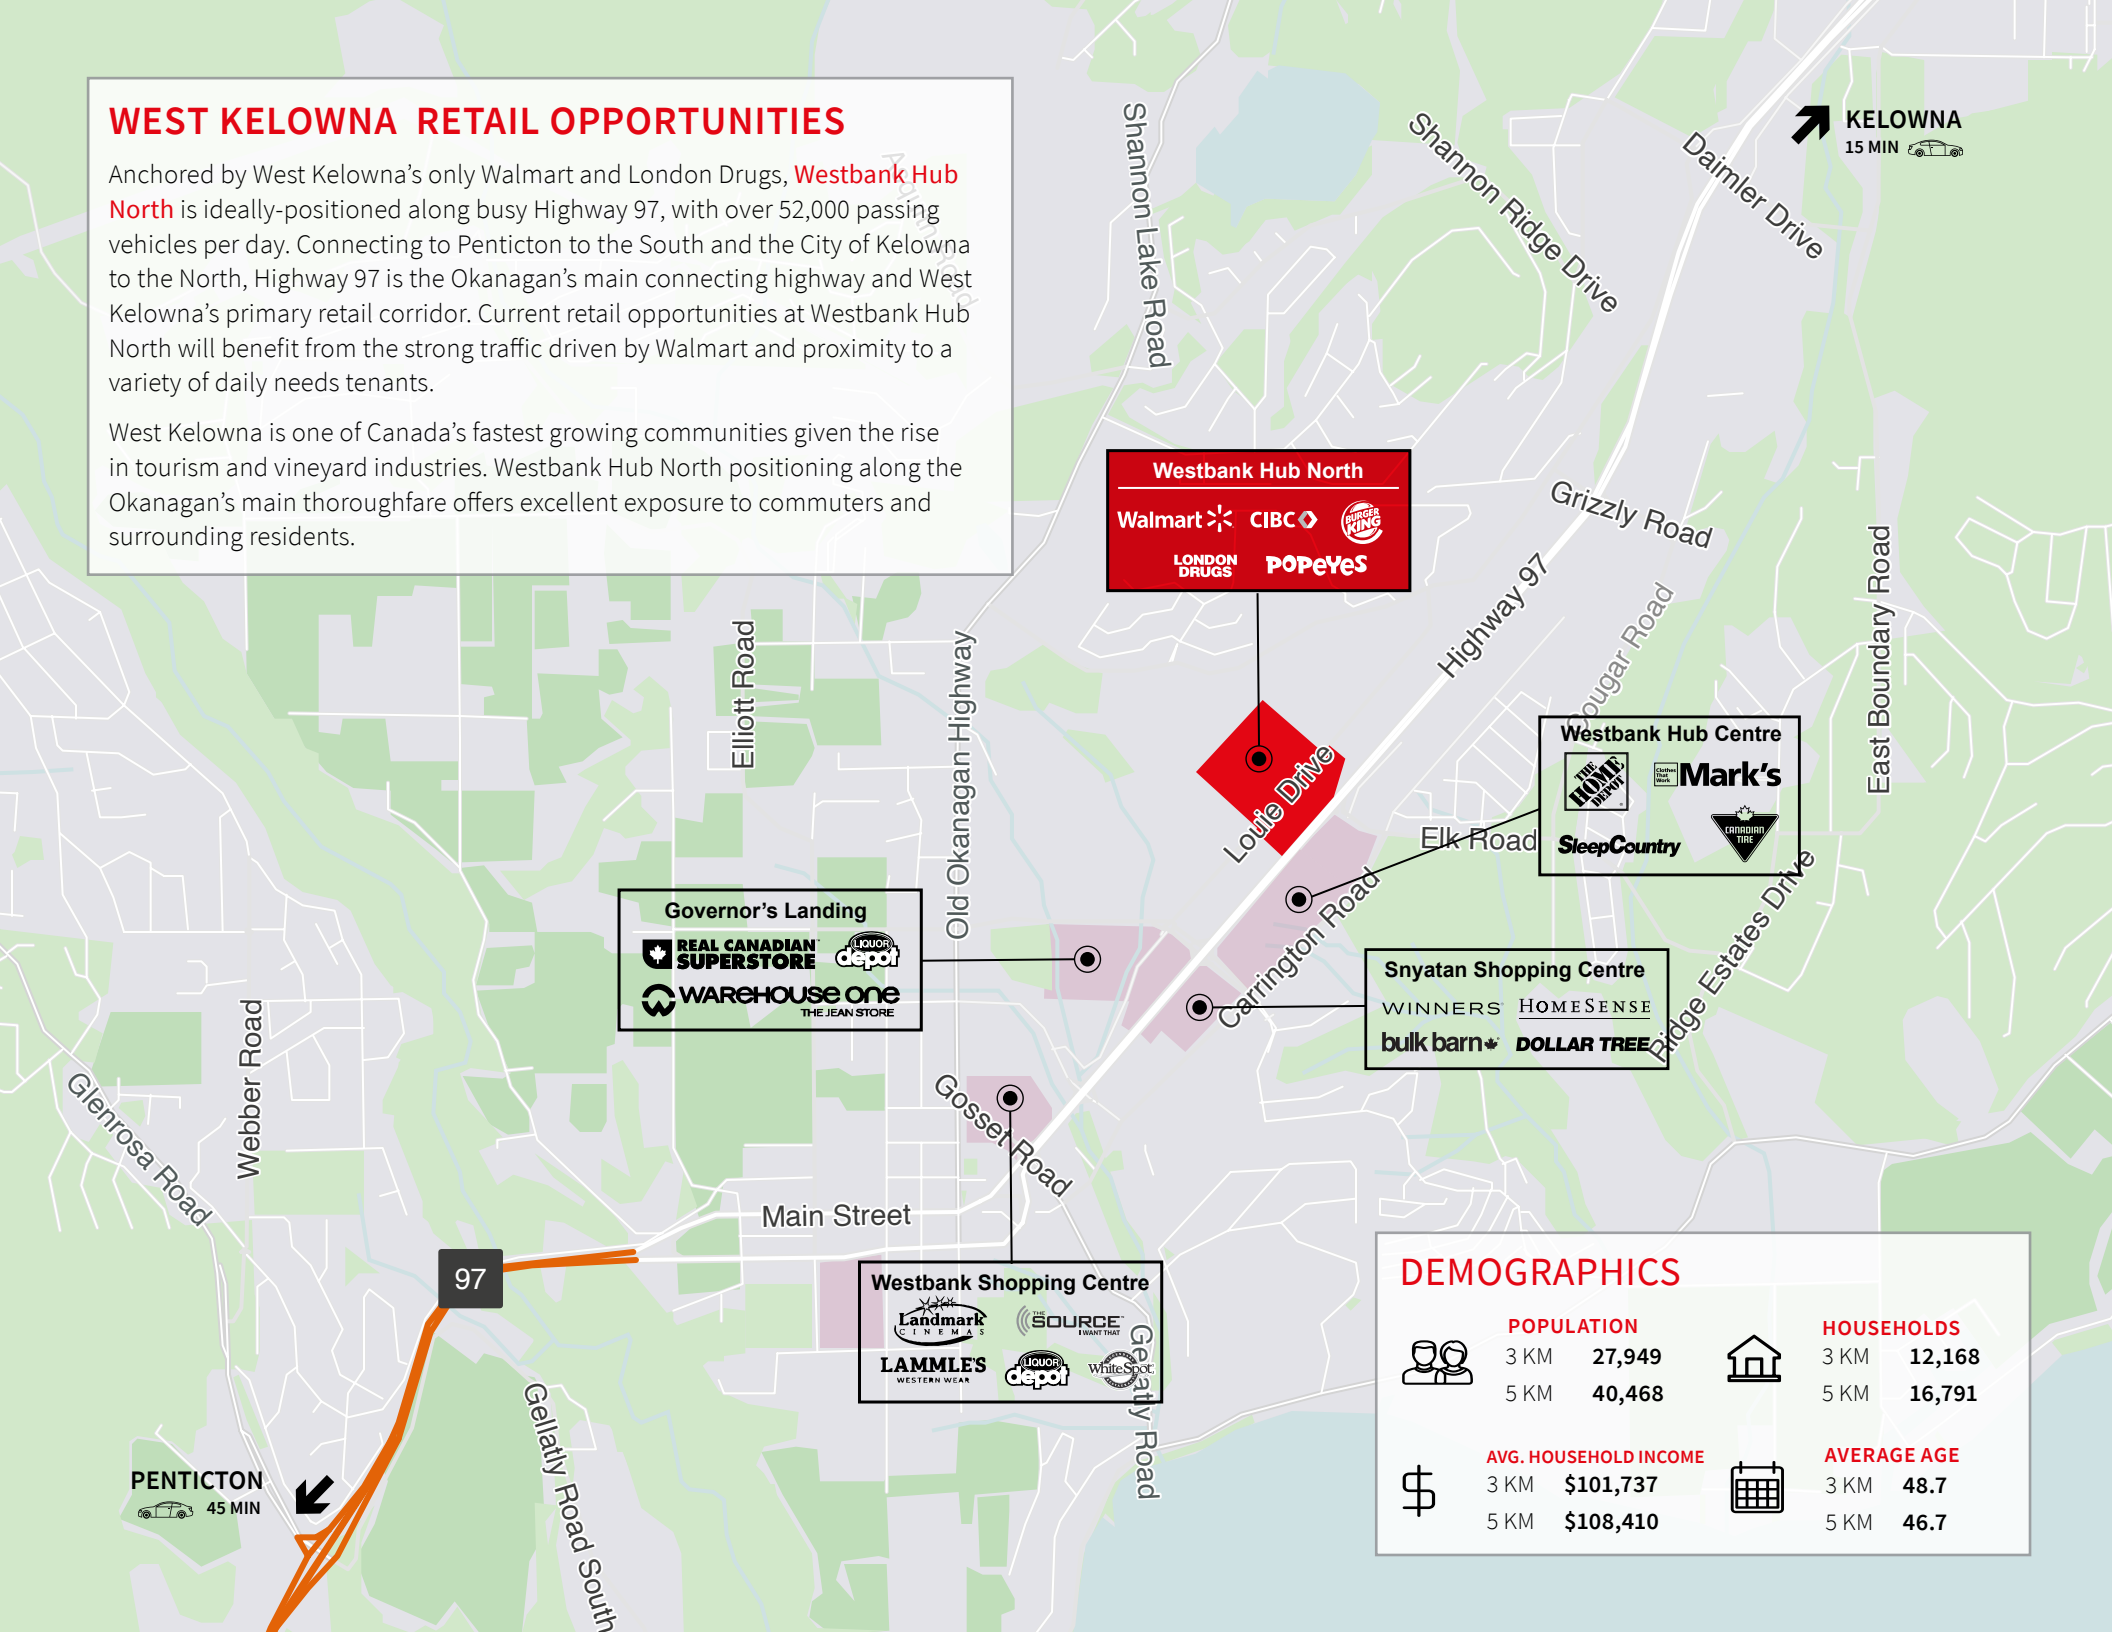 WEST KELOWNA RETAIL OPPORTUNITIES
Anchored by West Kelowna's only Walmart and London Drugs, Westbank Hub
North is ideally-positioned along busy Highway 97, with over 52,000 passing
vehicles per day. Connecting to Penticton to the South and the City of Kelowna
to the North, Highway 97 is the Okanagan's main connecting highway and West
Kelowna's primary retail corridor. Current retail opportunities at Westbank Hub
North will benefit from the strong traffic driven by Walmart and proximity to a
variety of daily needs tenants.
West Kelowna is one of Canada's fastest growing communities given the rise
in tourism and vineyard industries. Westbank Hub North positioning along the
Okanagan's main thoroughfare offers excellent exposure to commuters and
surrounding residents.
Shannon Lake Road
Shannon Ridge Drive
Daimler Drive
KELOWNA
15 MIN
Westbank Hub North
Walmart CIBC BURGER KING
LONDON DRUGS POPEYES
Grizzly Road
Highway 97
Cougar Road
East Boundary Road
Elliott Road
Old Okanagan Highway
Louie Drive
Westbank Hub Centre
THE HOME DEPOT
Clothes That Work Mark's
SleepCountry
CANADIAN TIRE
Elk Road
Ridge Estates Drive
Carrington Road
Governor's Landing
REAL CANADIAN SUPERSTORE
LIQUOR depot
WAREHOUSE ONE
THE JEAN STORE
Snyatan Shopping Centre
WINNERS HOMESENSE
bulk barn DOLLAR TREE
Webber Road
Glenrosa Road
Gosset Road
Main Street
97
Westbank Shopping Centre
Landmark CINEMAS
THE SOURCE
I WANT THAT
LAMMLE'S
WESTERN WEAR
LIQUOR depot
White Spot
Gellatly Road
Gellatly Road South
PENTICTON
45 MIN
DEMOGRAPHICS
POPULATION
3 KM 27,949
5 KM 40,468
HOUSEHOLDS
3 KM 12,168
5 KM 16,791
AVG. HOUSEHOLD INCOME
3 KM $101,737
5 KM $108,410
AVERAGE AGE
3 KM 48.7
5 KM 46.7